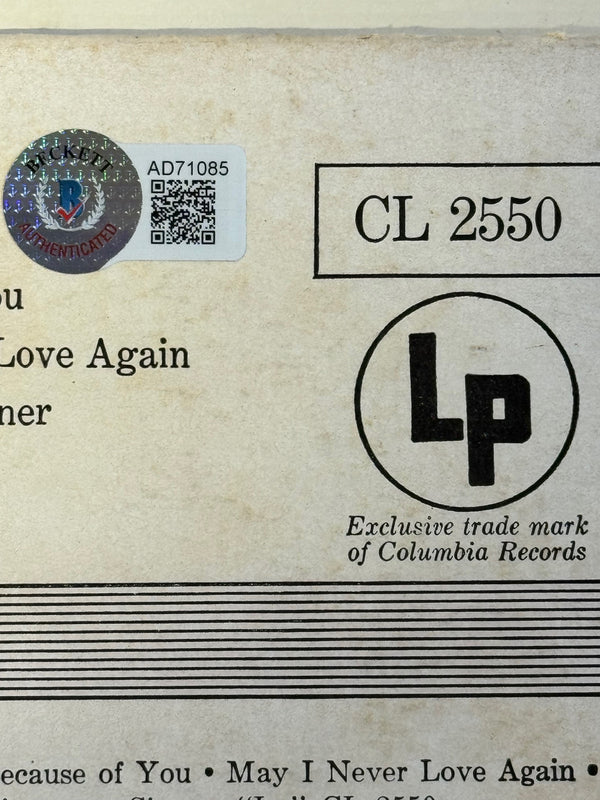 BECKETT
AUTHENTICATED
AD71085
CL 2550
ou
Love Again
ner
LP
Exclusive trade mark
of Columbia Records
ecause of You • May I Never Love Again •